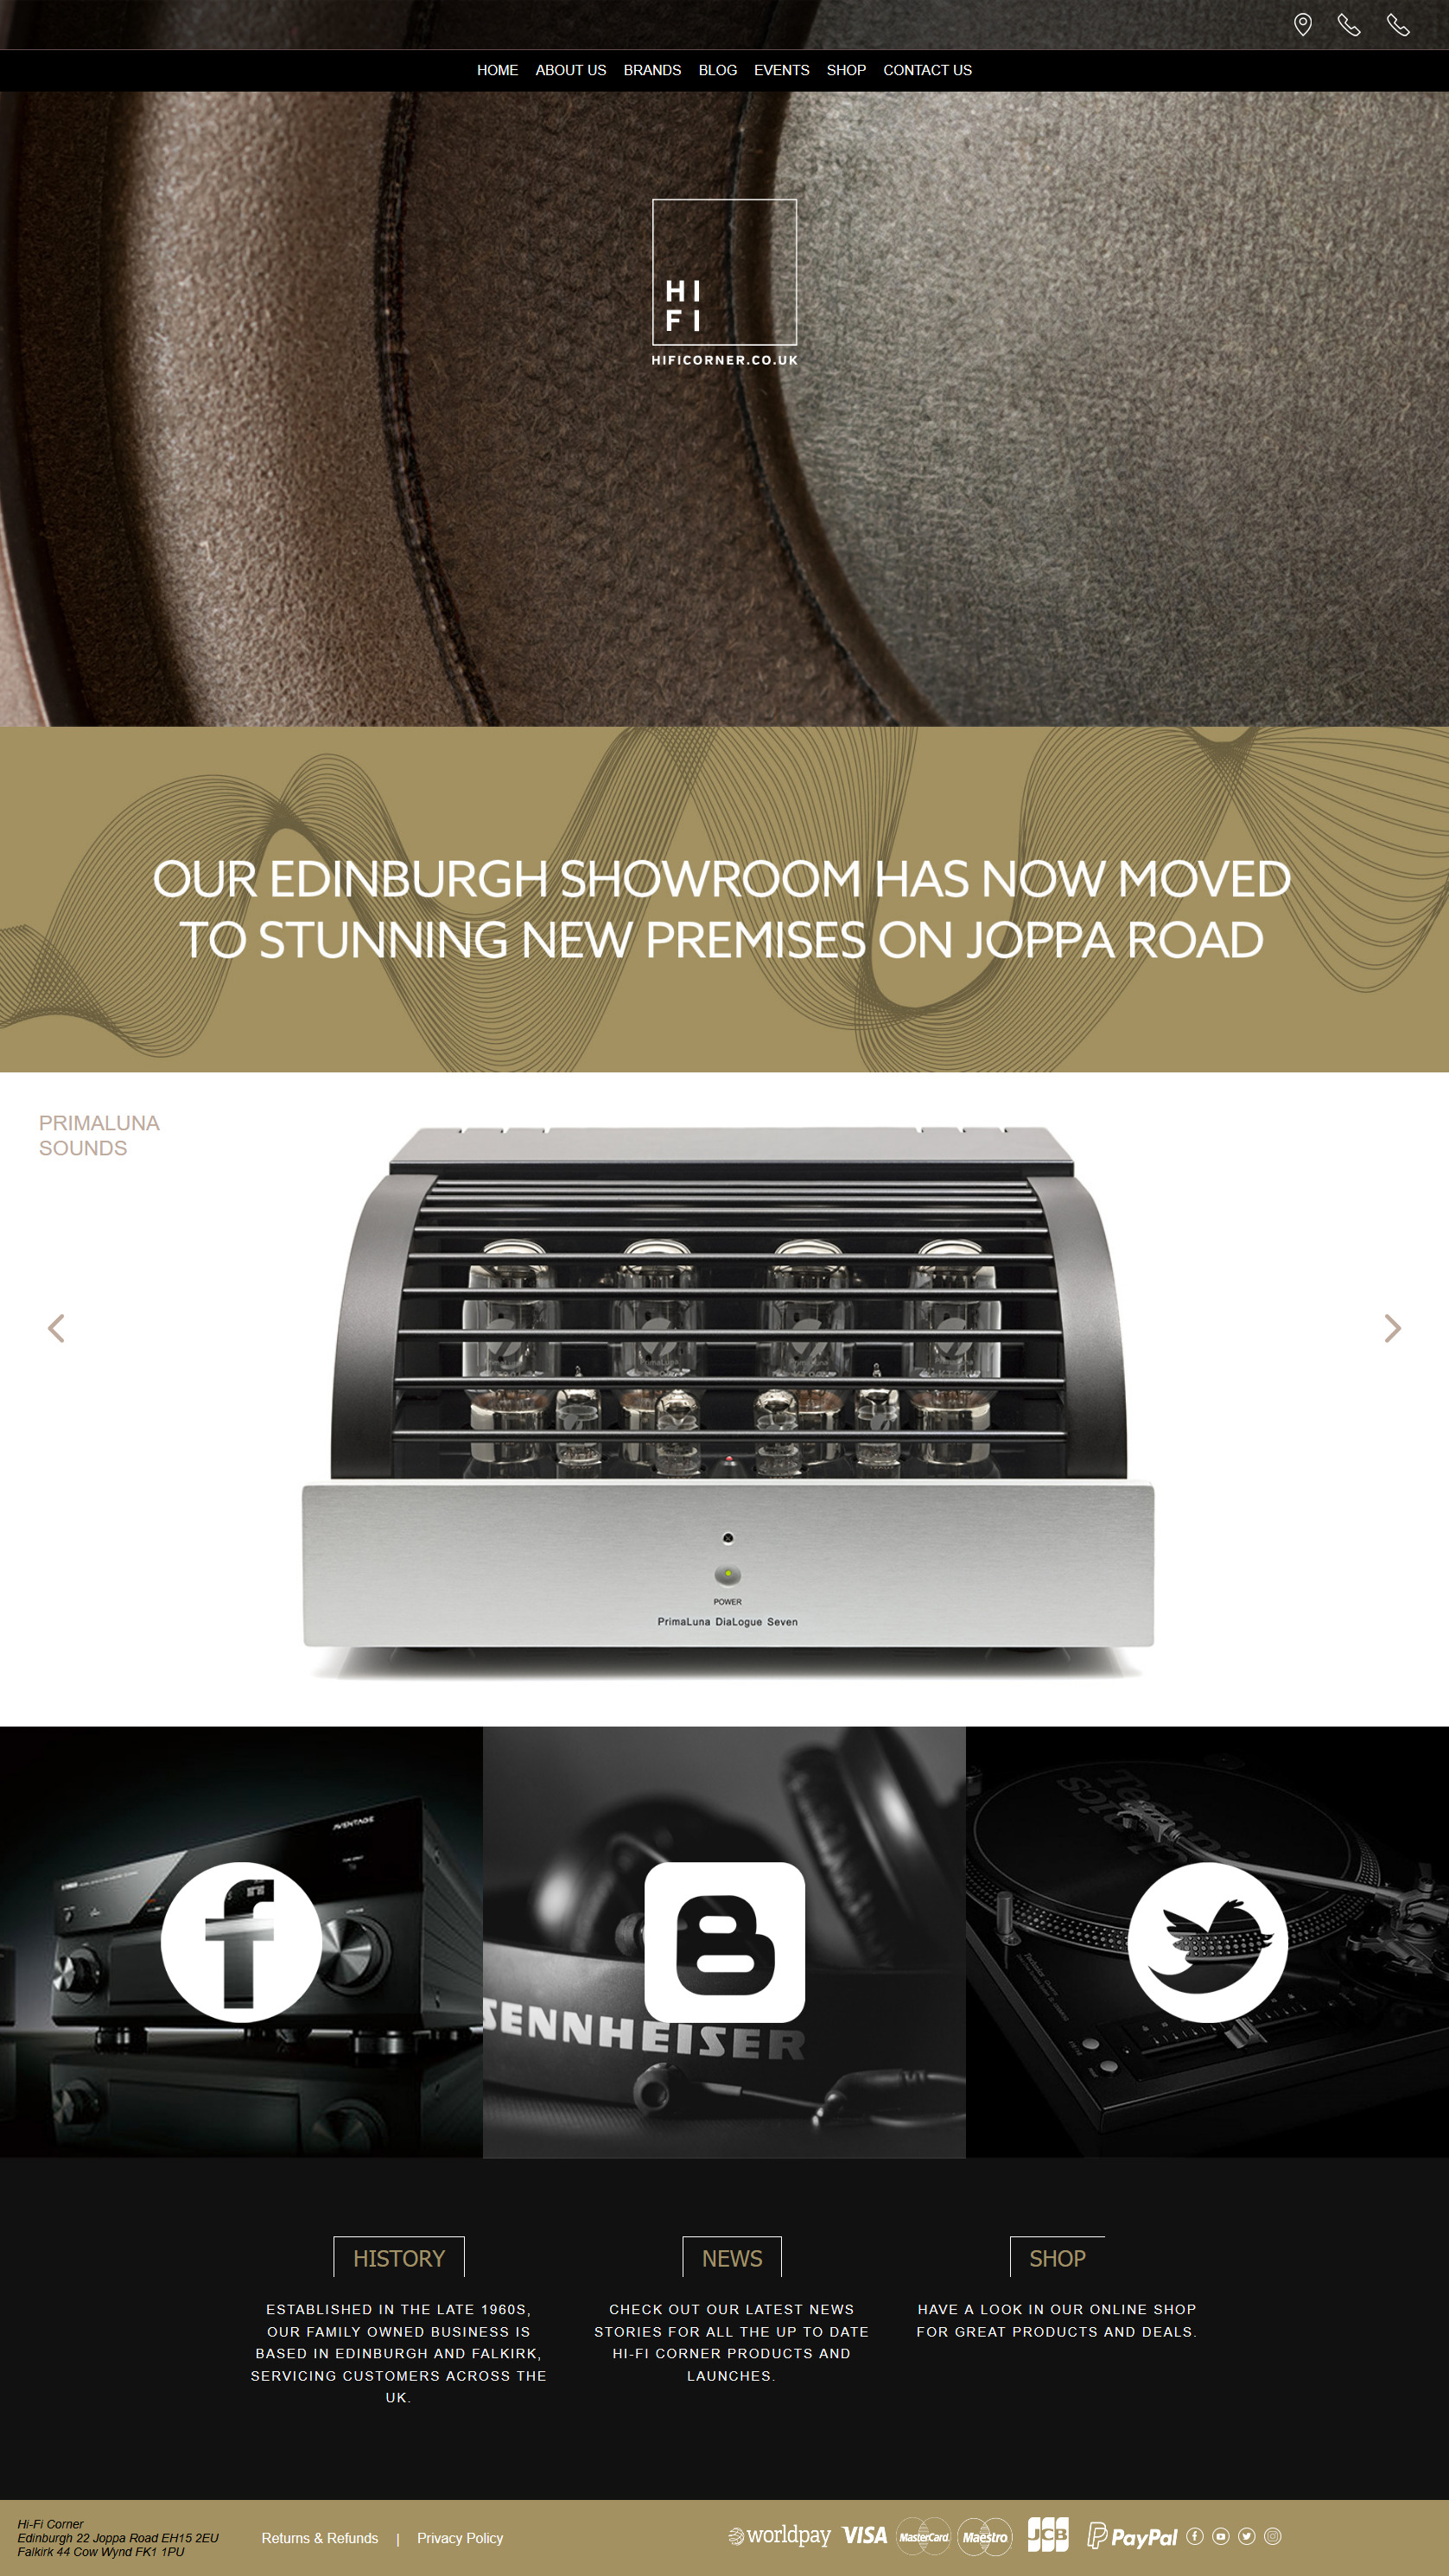 HOME ABOUT US BRANDS BLOG EVENTS SHOP CONTACT US
HI
FI
HIFICORNER.CO.UK
OUR EDINBURGH SHOWROOM HAS NOW MOVED
TO STUNNING NEW PREMISES ON JOPPA ROAD
PRIMALUNA
SOUNDS
POWER
PrimaLuna DiaLogue Seven
AVENTAGE
SENNHEISER
HISTORY
ESTABLISHED IN THE LATE 1960S,
OUR FAMILY OWNED BUSINESS IS
BASED IN EDINBURGH AND FALKIRK,
SERVICING CUSTOMERS ACROSS THE
UK.
NEWS
CHECK OUT OUR LATEST NEWS
STORIES FOR ALL THE UP TO DATE
HI-FI CORNER PRODUCTS AND
LAUNCHES.
SHOP
HAVE A LOOK IN OUR ONLINE SHOP
FOR GREAT PRODUCTS AND DEALS.
Hi-Fi Corner
Edinburgh 22 Joppa Road EH15 2EU
Falkirk 44 Cow Wynd FK1 1PU
Returns & Refunds | Privacy Policy
worldpay VISA MasterCard Maestro JCB PayPal